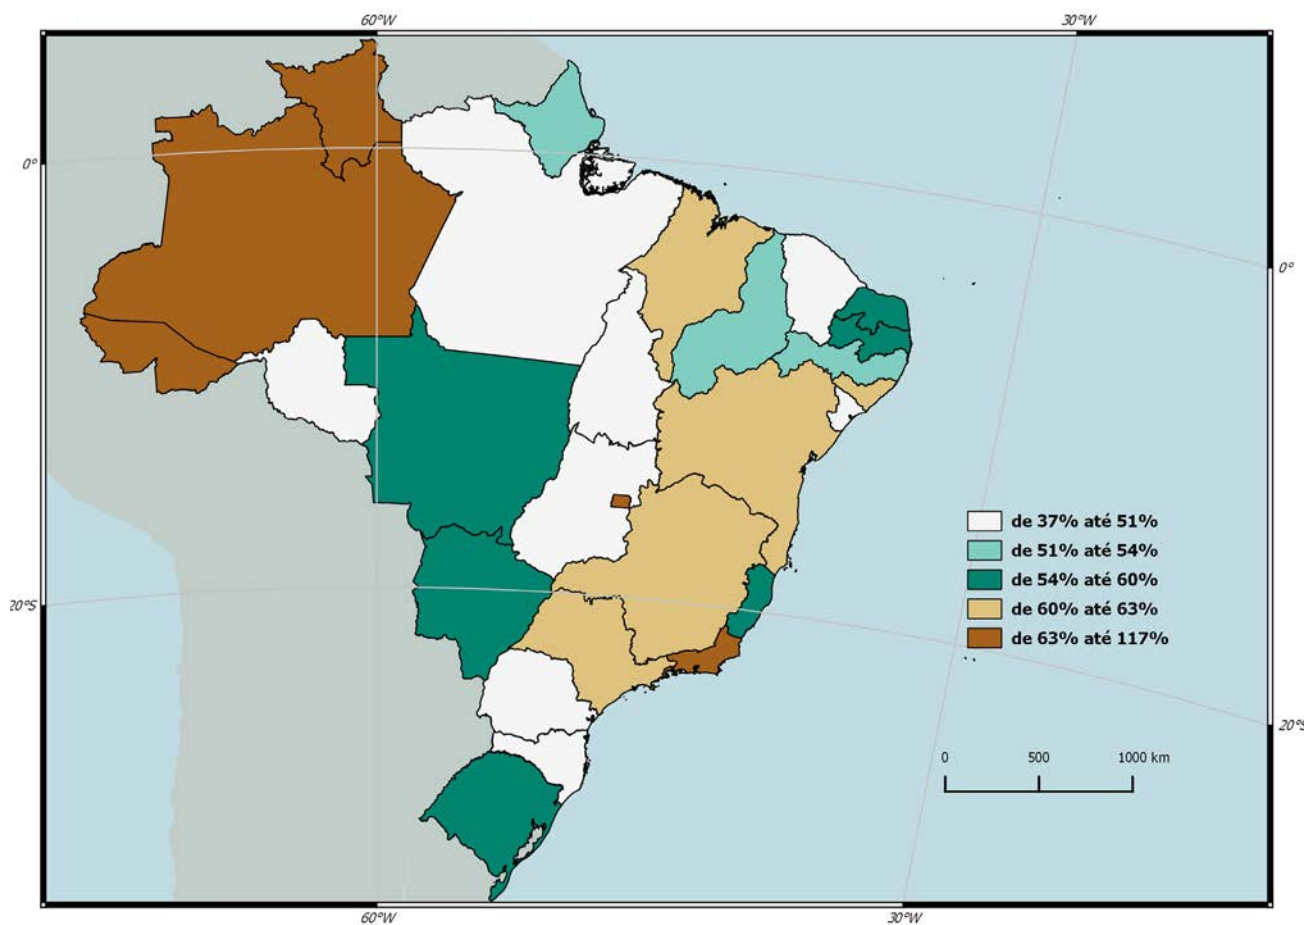 60°W
30°W
0°
0°
de 37% até 51%
de 51% até 54%
de 54% até 60%
de 60% até 63%
de 63% até 117%
20°S
20°S
0 500 1000 km
60°W
30°W